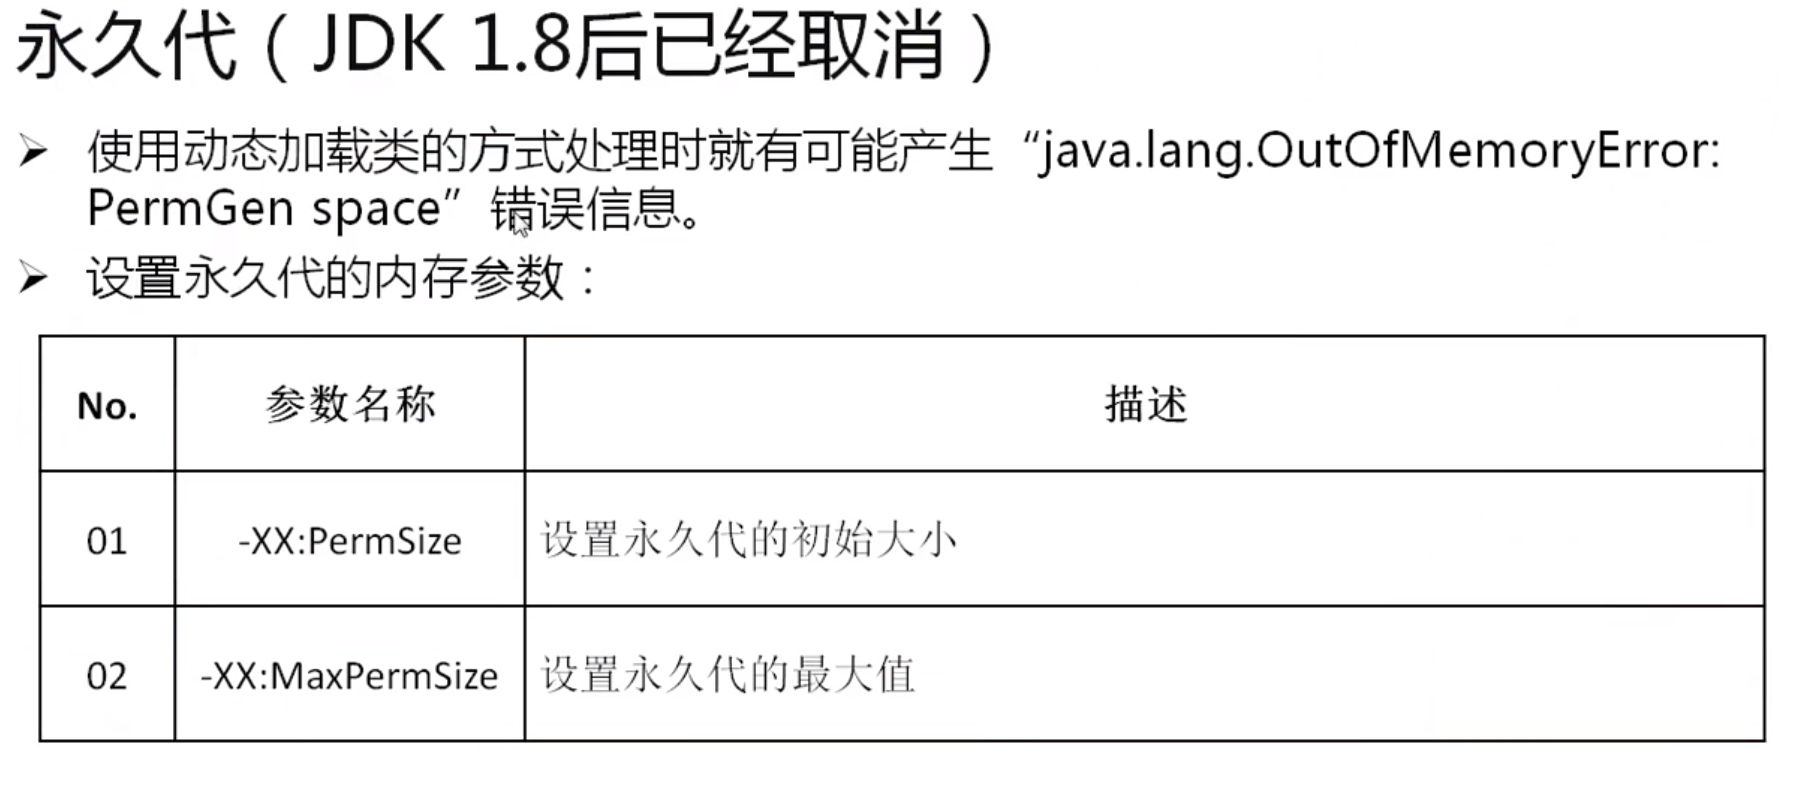 永久代（JDK 1.8后已经取消）
➢ 使用动态加载类的方式处理时就有可能产生“java.lang.OutOfMemoryError:
PermGen space”错误信息。
➢ 设置永久代的内存参数：
No. 参数名称 描述
01 -XX:PermSize 设置永久代的初始大小
02 -XX:MaxPermSize 设置永久代的最大值